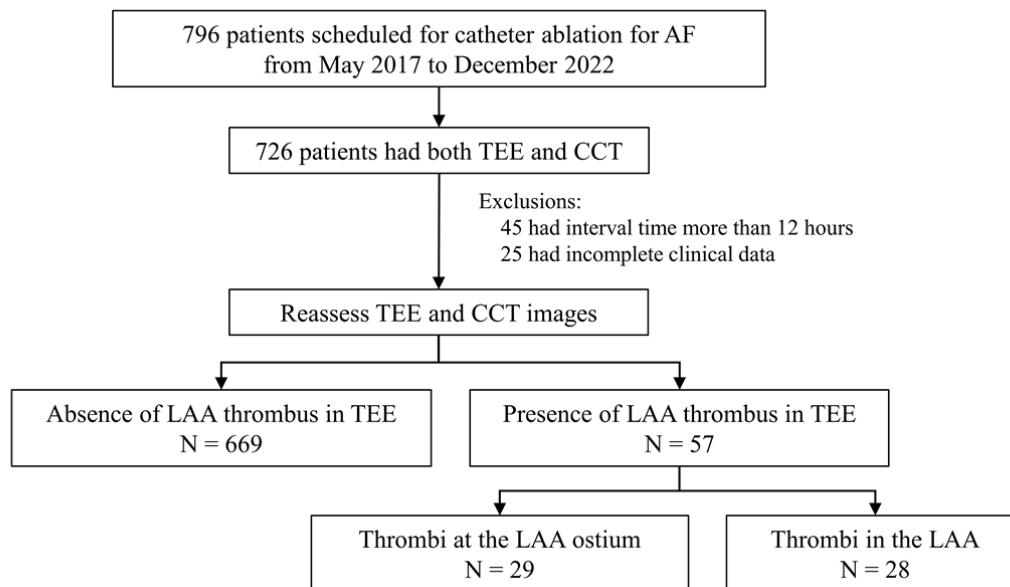 796 patients scheduled for catheter ablation for AF
from May 2017 to December 2022
726 patients had both TEE and CCT
Exclusions:
45 had interval time more than 12 hours
25 had incomplete clinical data
Reassess TEE and CCT images
Absence of LAA thrombus in TEE
N = 669
Presence of LAA thrombus in TEE
N = 57
Thrombi at the LAA ostium
N = 29
Thrombi in the LAA
N = 28